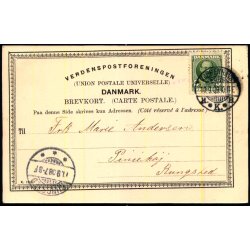 VERDENSPOSTFORENINGEN
(UNION POSTALE UNIVERSELLE)
DANMARK.
BREVKORT. (CARTE POSTALE.)
Paa denne Side skrives kun Adressen. (Côté réservé à l'adresse.)
Til Frk Marie Andersen
Rungsted